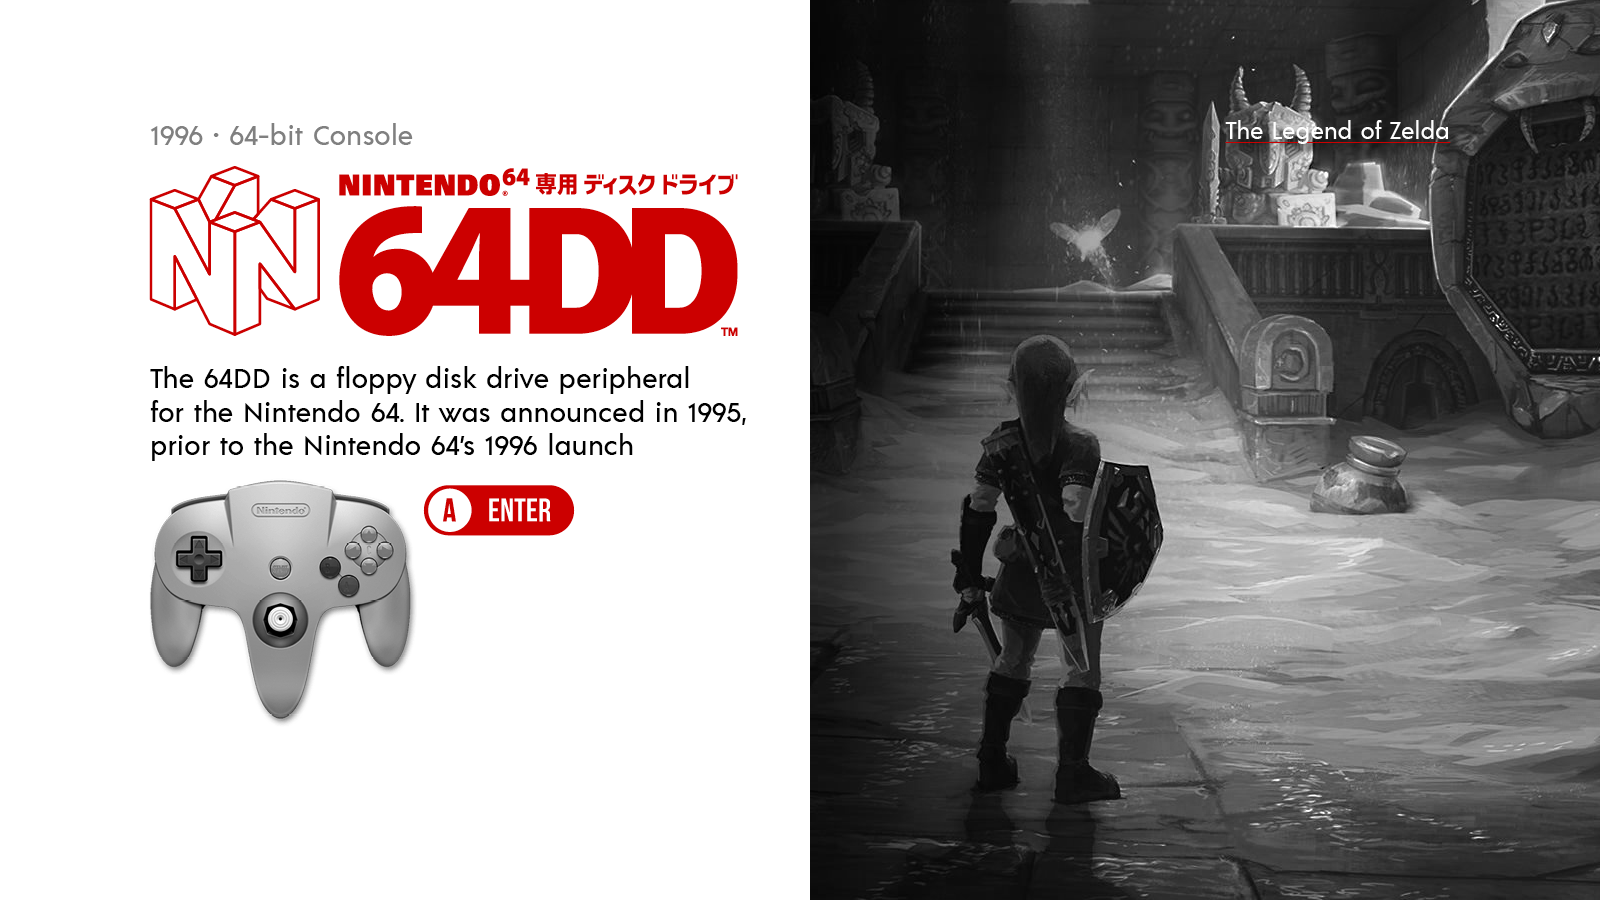 1996 · 64-bit Console
NINTENDO64 専用 ディスクドライブ
64DD™
The 64DD is a floppy disk drive peripheral
for the Nintendo 64. It was announced in 1995,
prior to the Nintendo 64's 1996 launch
A ENTER
Nintendo
The Legend of Zelda